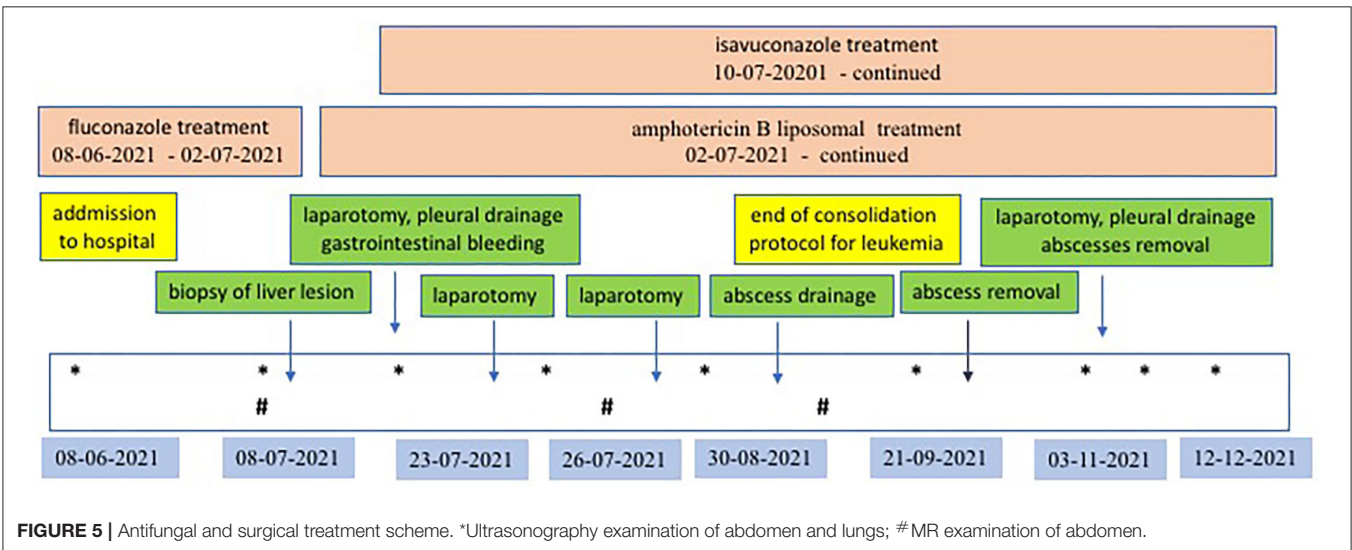 isavuconazole treatment
10-07-20201 - continued
fluconazole treatment
08-06-2021 - 02-07-2021
amphotericin B liposomal treatment
02-07-2021 - continued
addmission
to hospital
laparotomy, pleural drainage
gastrointestinal bleeding
end of consolidation
protocol for leukemia
laparotomy, pleural drainage
abscesses removal
biopsy of liver lesion
laparotomy
laparotomy
abscess drainage
abscess removal
* * * * * * * * *
# # #
08-06-2021 08-07-2021 23-07-2021 26-07-2021 30-08-2021 21-09-2021 03-11-2021 12-12-2021
FIGURE 5 | Antifungal and surgical treatment scheme. *Ultrasonography examination of abdomen and lungs; #MR examination of abdomen.